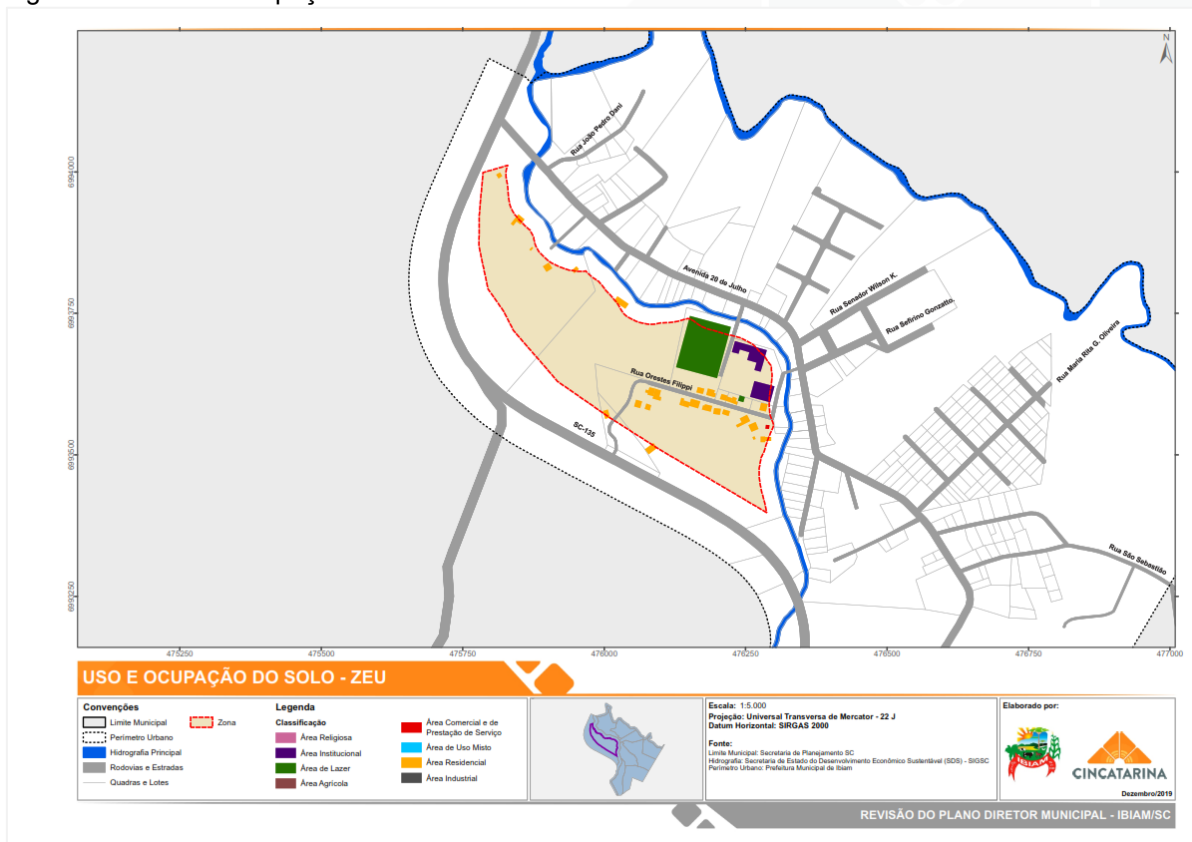 N
Rua João Pedro Dani
6994000
Avenida 20 de Julho
Rua Senador Wilson K.
Rua Sefirino Gonzatto.
6993750
Rua Maria Rita G. Oliveira
Rua Orestes Filippi
SC-135
6993500
Rua São Sebastião
6993250
475250 475500 475750 476000 476250 476500 476750 477000
USO E OCUPAÇÃO DO SOLO - ZEU
Convenções
Limite Municipal
Zona
Perímetro Urbano
Hidrografia Principal
Rodovias e Estradas
Quadras e Lotes
Legenda
Classificação
Área Religiosa
Área Institucional
Área de Lazer
Área Agrícola
Área Comercial e de
Prestação de Serviço
Área de Uso Misto
Área Residencial
Área Industrial
Escala: 1:5.000
Projeção: Universal Transversa de Mercator - 22 J
Datum Horizontal: SIRGAS 2000
Fonte:
Limite Municipal: Secretaria de Planejamento SC
Hidrografia: Secretaria de Estado do Desenvolvimento Econômico Sustentável (SDS) - SIGSC
Perímetro Urbano: Prefeitura Municipal de Ibiam
Elaborado por:
IBIAM
CINCATARINA
Dezembro/2019
REVISÃO DO PLANO DIRETOR MUNICIPAL - IBIAM/SC